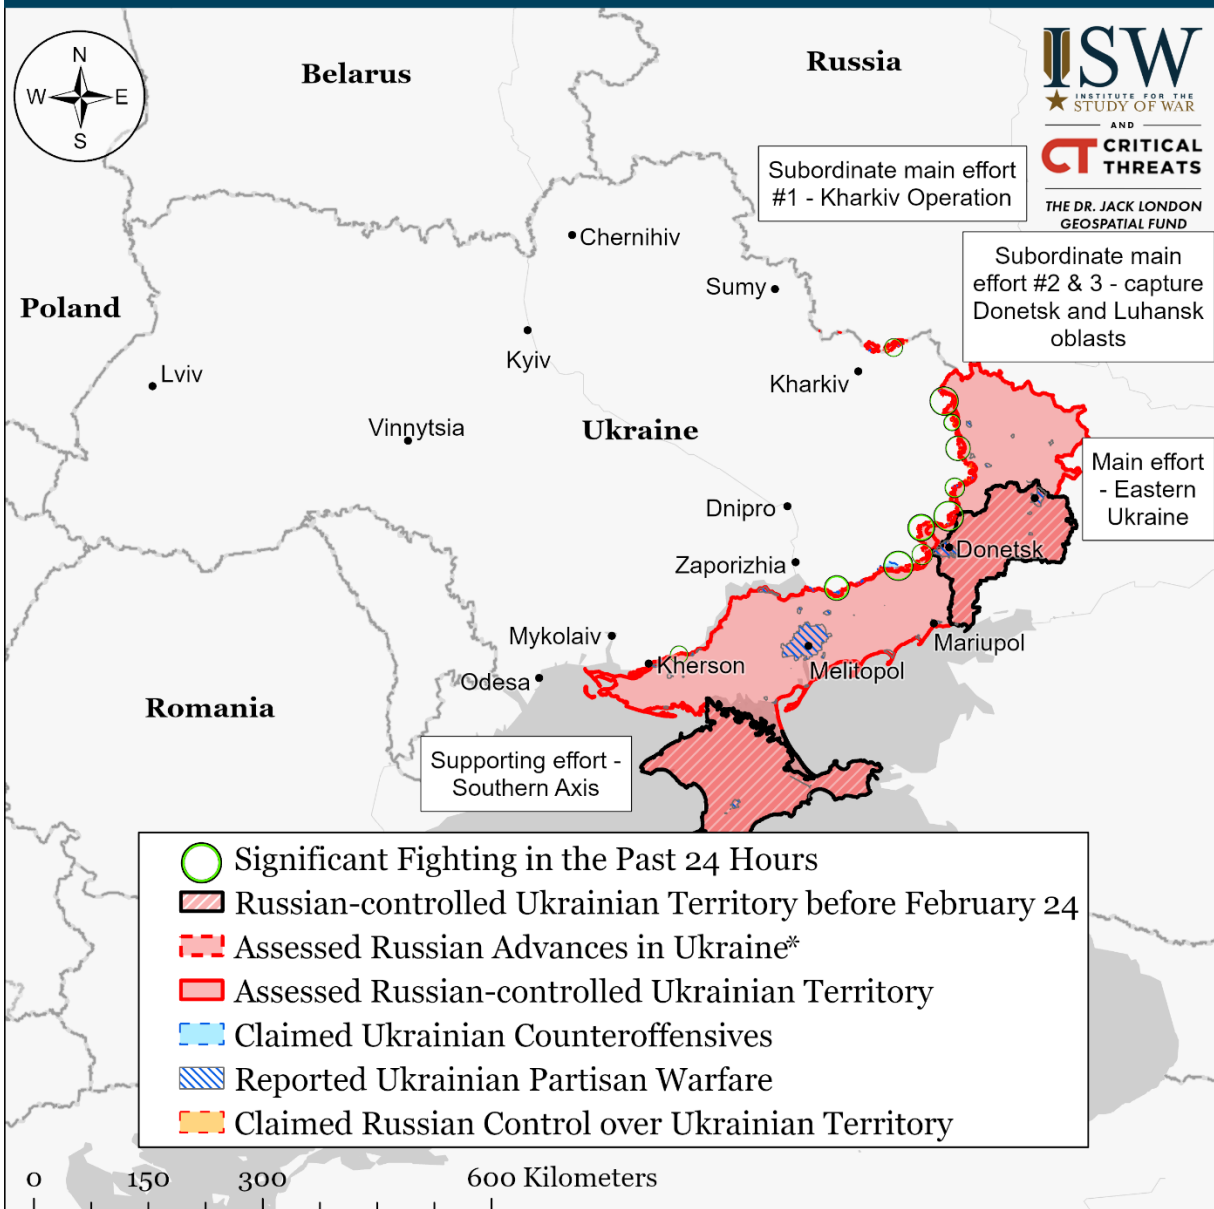 N
W
E
S
Belarus
Russia
ISW
INSTITUTE FOR THE
STUDY OF WAR
AND
CT CRITICAL
THREATS
THE DR. JACK LONDON
GEOSPATIAL FUND
Subordinate main effort
#1 - Kharkiv Operation
Subordinate main
effort #2 & 3 - capture
Donetsk and Luhansk
oblasts
Chernihiv
Sumy
Poland
Kyiv
Lviv
Kharkiv
Vinnytsia
Ukraine
Main effort
- Eastern
Ukraine
Dnipro
Donetsk
Zaporizhia
Mykolaiv
Mariupol
Kherson
Melitopol
Odesa
Romania
Supporting effort -
Southern Axis
Significant Fighting in the Past 24 Hours
Russian-controlled Ukrainian Territory before February 24
Assessed Russian Advances in Ukraine*
Assessed Russian-controlled Ukrainian Territory
Claimed Ukrainian Counteroffensives
Reported Ukrainian Partisan Warfare
Claimed Russian Control over Ukrainian Territory
0 150 300 600 Kilometers